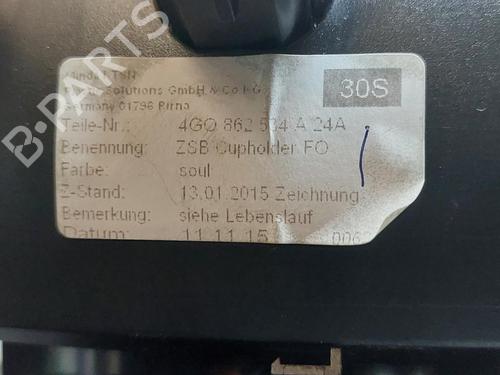 30S
Solutions GmbH & Co.KG
Germany 01796 Pirna
Teile-Nr.: 4G0 862 534 A 24A
Benennung: ZSB Cupholder FO
Farbe: soul
Z-Stand: 13.01.2015 Zeichnung
Bemerkung: siehe Lebenslauf
Datum: 11.11.15
B-PARTS